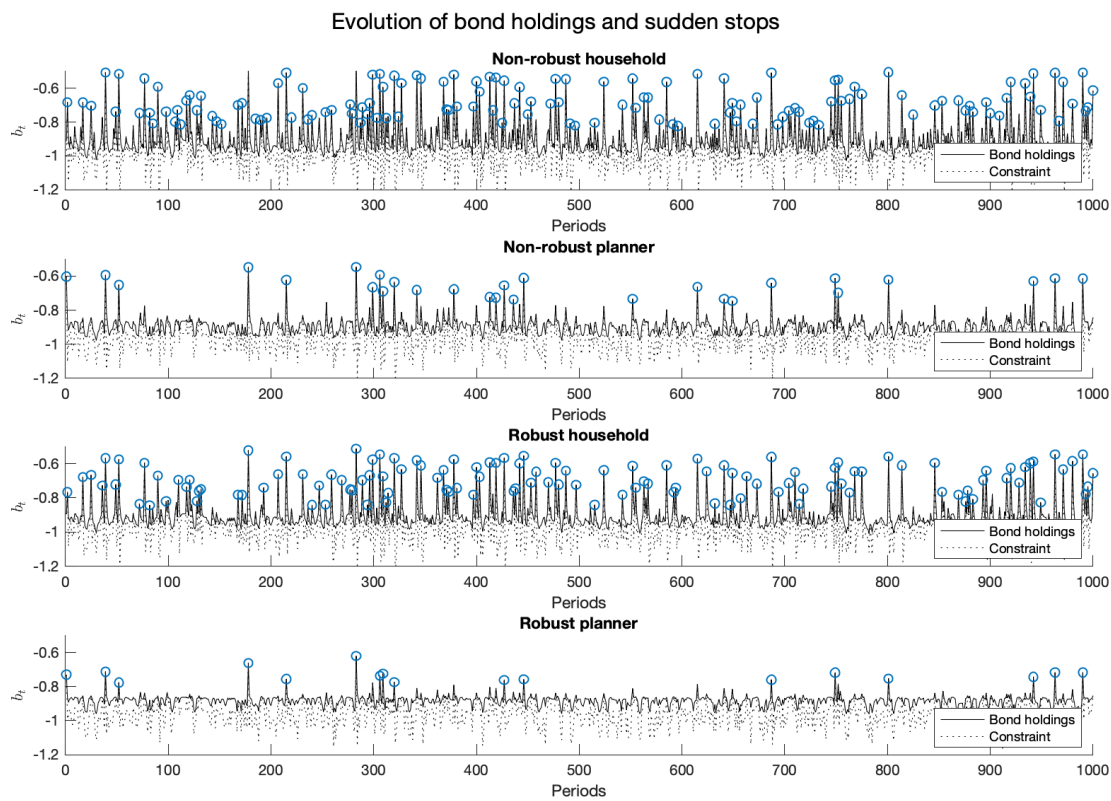 Evolution of bond holdings and sudden stops
Non-robust household
-0.6
-0.8
-1
-1.2
b_t
0 100 200 300 400 500 600 700 800 900 1000
Periods
Bond holdings
Constraint
Non-robust planner
-0.6
-0.8
-1
-1.2
b_t
0 100 200 300 400 500 600 700 800 900 1000
Periods
Bond holdings
Constraint
Robust household
-0.6
-0.8
-1
-1.2
b_t
0 100 200 300 400 500 600 700 800 900 1000
Periods
Bond holdings
Constraint
Robust planner
-0.6
-0.8
-1
-1.2
b_t
0 100 200 300 400 500 600 700 800 900 1000
Periods
Bond holdings
Constraint